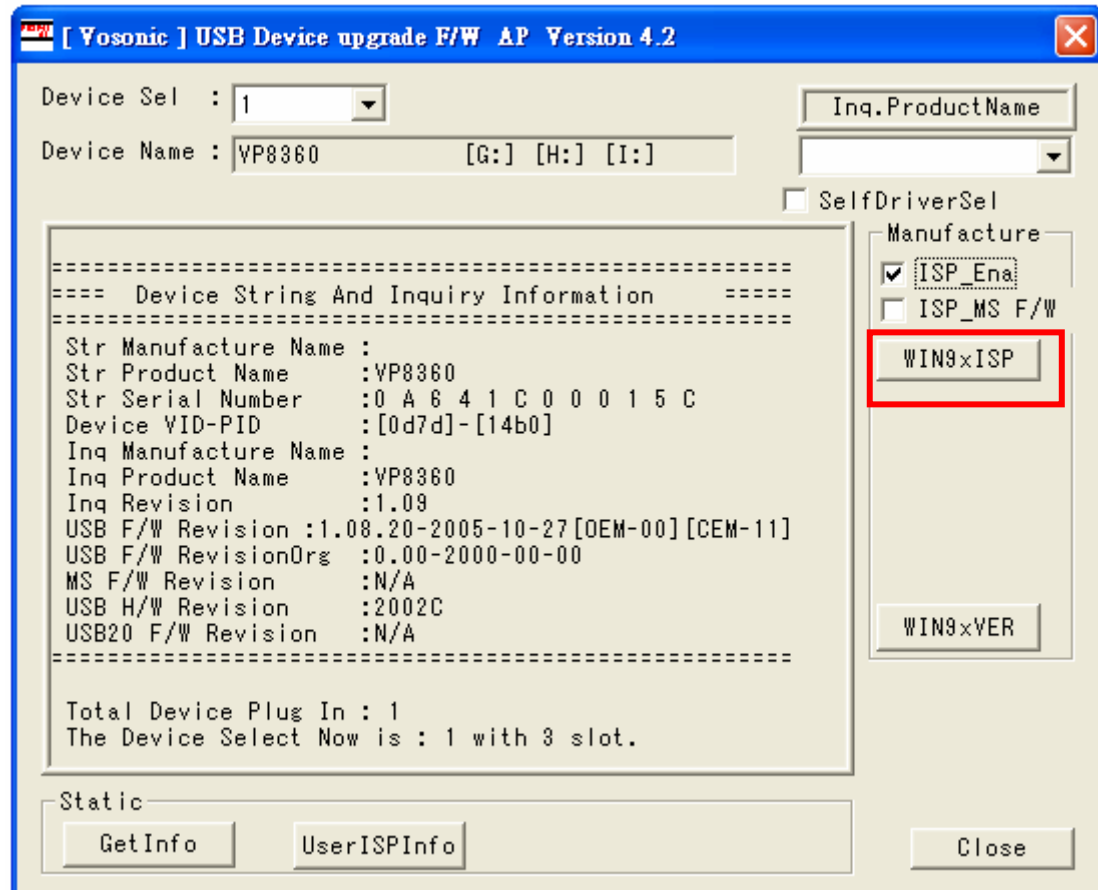 [ Vosonic ] USB Device upgrade F/W AP Version 4.2
Device Sel : 1
Inq.ProductName
Device Name : VP8360 [G:] [H:] [I:]
SelfDriverSel
Manufacture
ISP_Ena
ISP_MS F/W
WIN9xISP
WIN9xVER
=====================================================
==== Device String And Inquiry Information =====
=====================================================
Str Manufacture Name :
Str Product Name :VP8360
Str Serial Number :0 A 6 4 1 C 0 0 0 1 5 C
Device VID-PID :[0d7d]-[14b0]
Inq Manufacture Name :
Inq Product Name :VP8360
Inq Revision :1.09
USB F/W Revision :1.08.20-2005-10-27[OEM-00][CEM-11]
USB F/W RevisionOrg :0.00-2000-00-00
MS F/W Revision :N/A
USB H/W Revision :2002C
USB20 F/W Revision :N/A
=====================================================
Total Device Plug In : 1
The Device Select Now is : 1 with 3 slot.
Static
GetInfo
UserISPInfo
Close